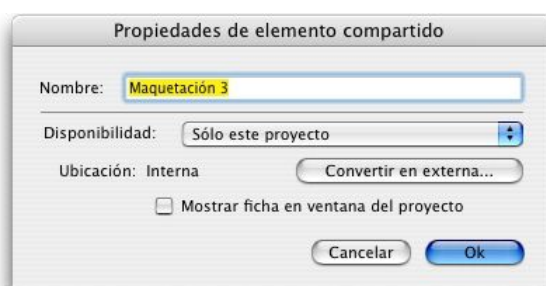 Propiedades de elemento compartido
Nombre: Maquetación 3
Disponibilidad: Sólo este proyecto
Ubicación: Interna Convertir en externa...
Mostrar ficha en ventana del proyecto
Cancelar Ok